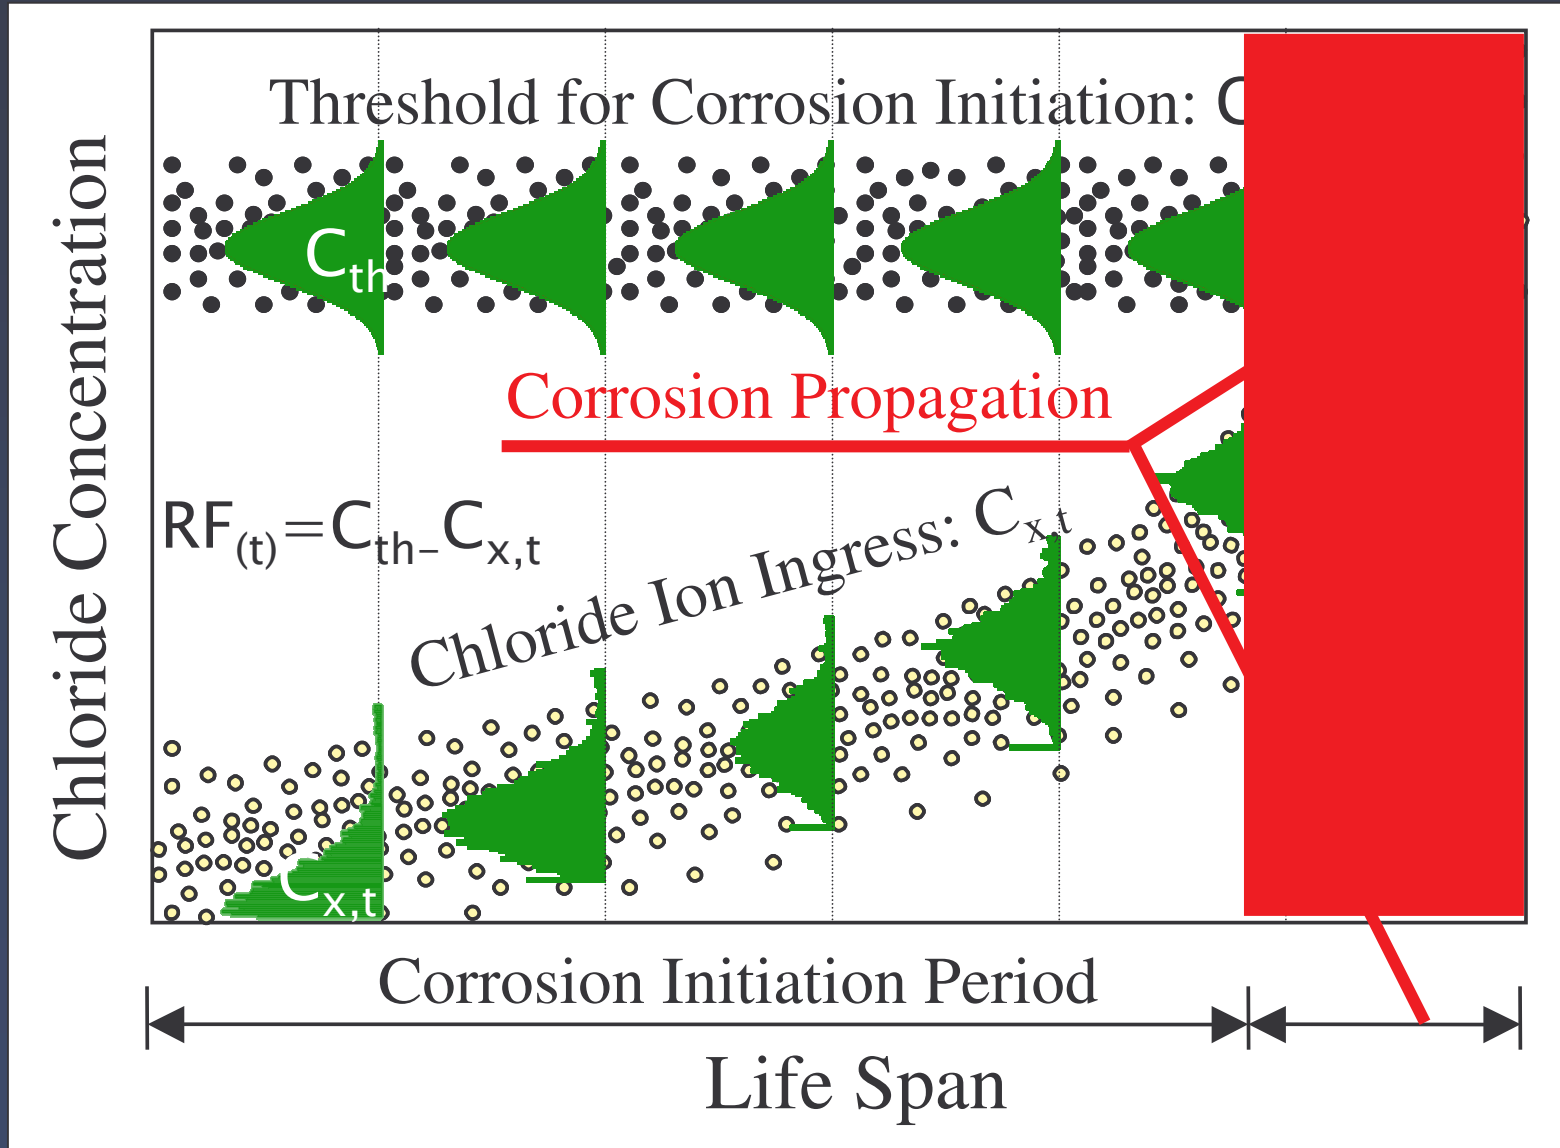 Threshold for Corrosion Initiation: C
Cth
Corrosion Propagation
RF(t)=Cth-Cx,t
Chloride Ion Ingress: Cx,t
Cx,t
Chloride Concentration
Corrosion Initiation Period
Life Span